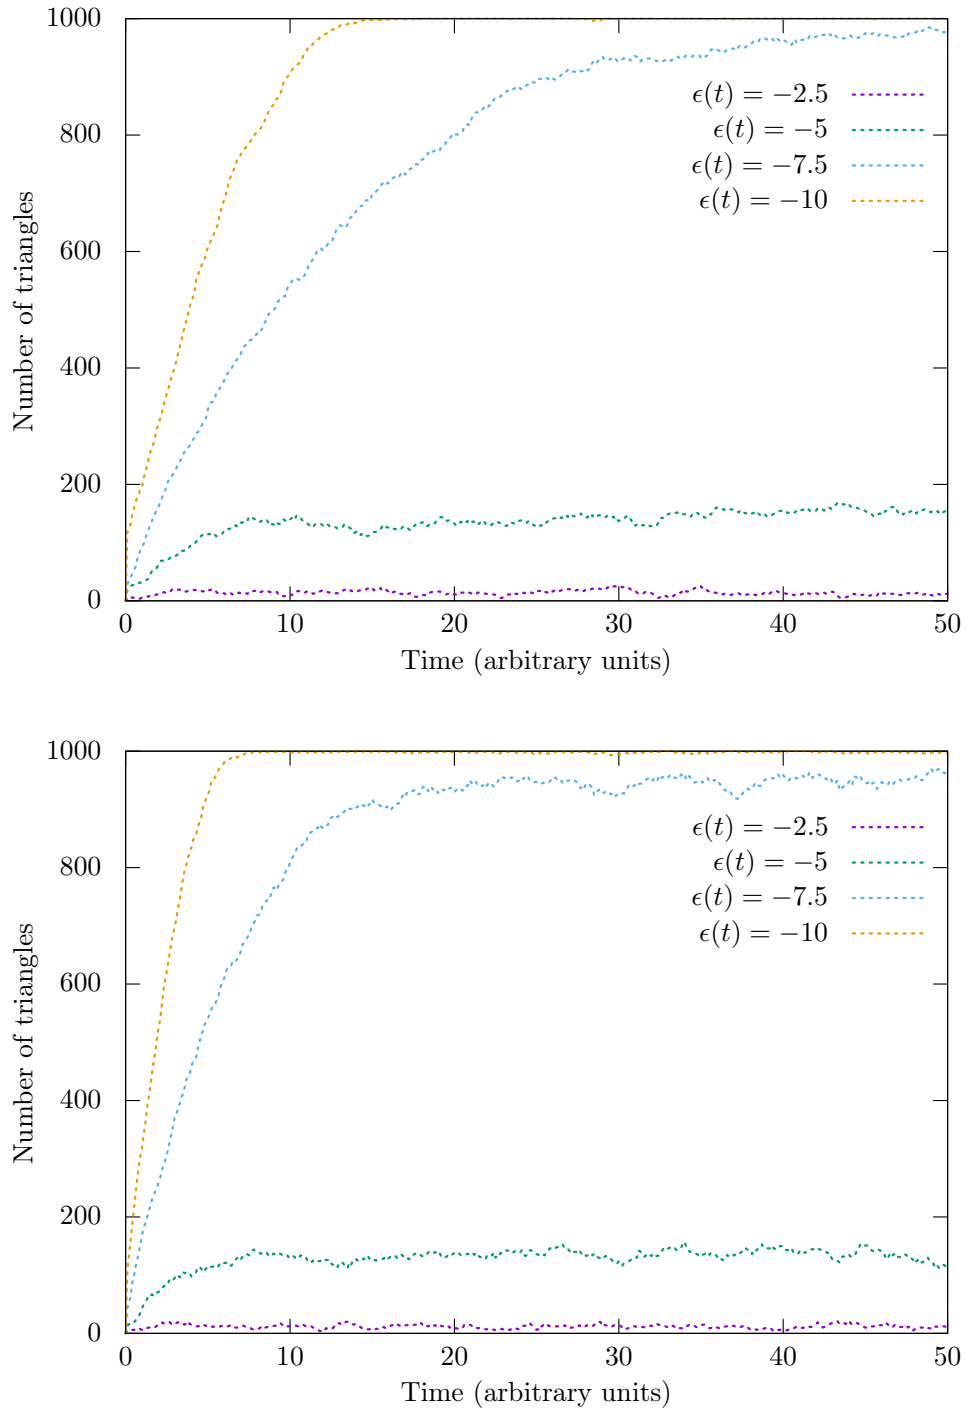 1000
800
600
400
200
0
Number of triangles
ϵ(t) = −2.5
ϵ(t) = −5
ϵ(t) = −7.5
ϵ(t) = −10
0 10 20 30 40 50
Time (arbitrary units)
1000
800
600
400
200
0
Number of triangles
ϵ(t) = −2.5
ϵ(t) = −5
ϵ(t) = −7.5
ϵ(t) = −10
0 10 20 30 40 50
Time (arbitrary units)